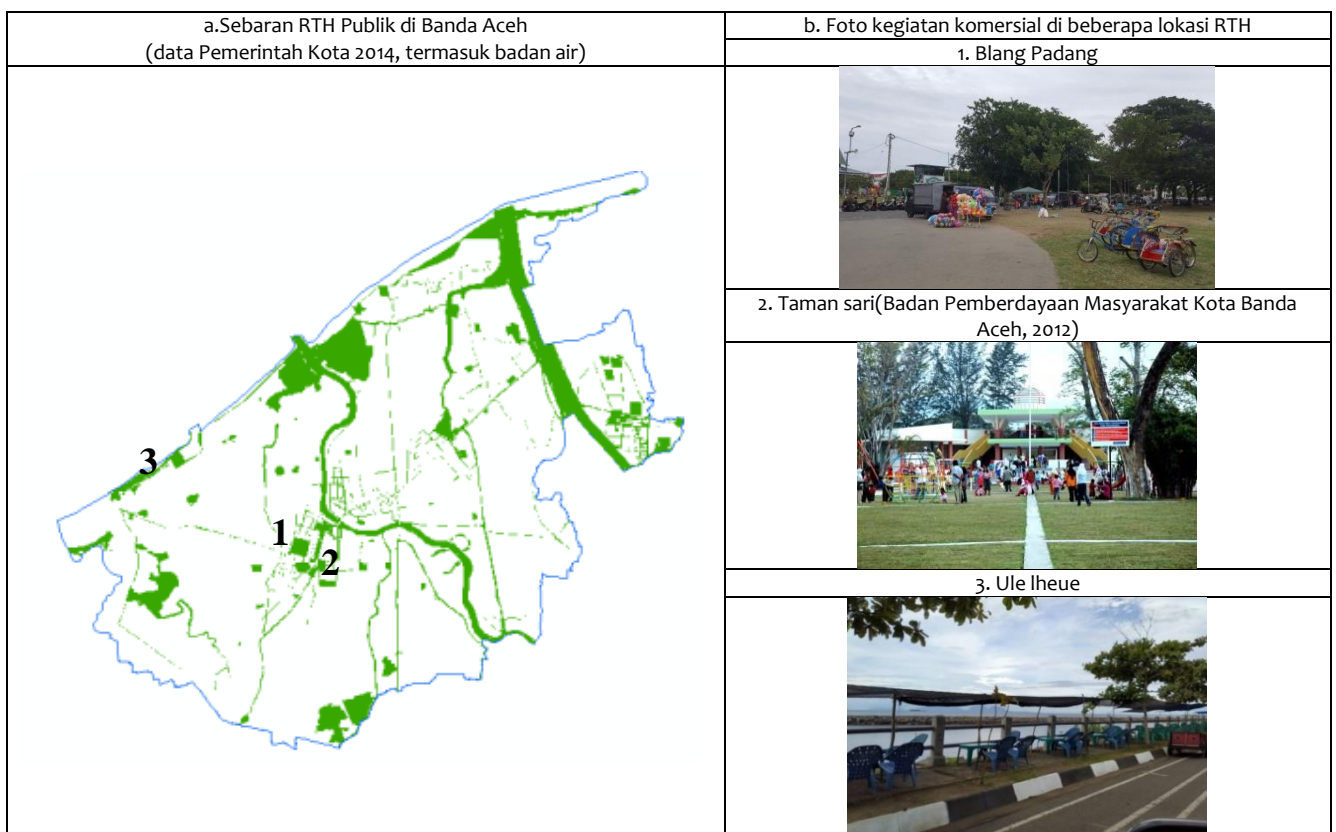 a.Sebaran RTH Publik di Banda Aceh
(data Pemerintah Kota 2014, termasuk badan air)
3
1
2
b. Foto kegiatan komersial di beberapa lokasi RTH
1. Blang Padang
2. Taman sari(Badan Pemberdayaan Masyarakat Kota Banda
Aceh, 2012)
3. Ule lheue